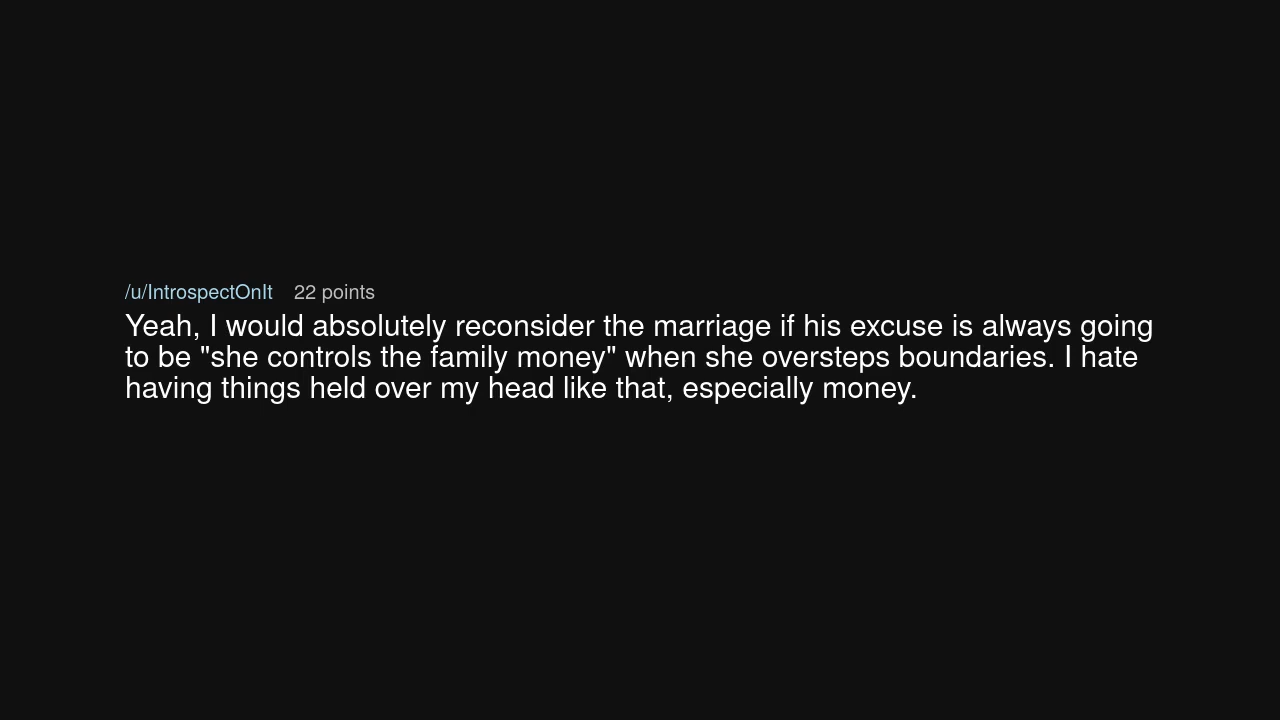 /u/IntrospectOnIt 22 points
Yeah, I would absolutely reconsider the marriage if his excuse is always going
to be "she controls the family money" when she oversteps boundaries. I hate
having things held over my head like that, especially money.